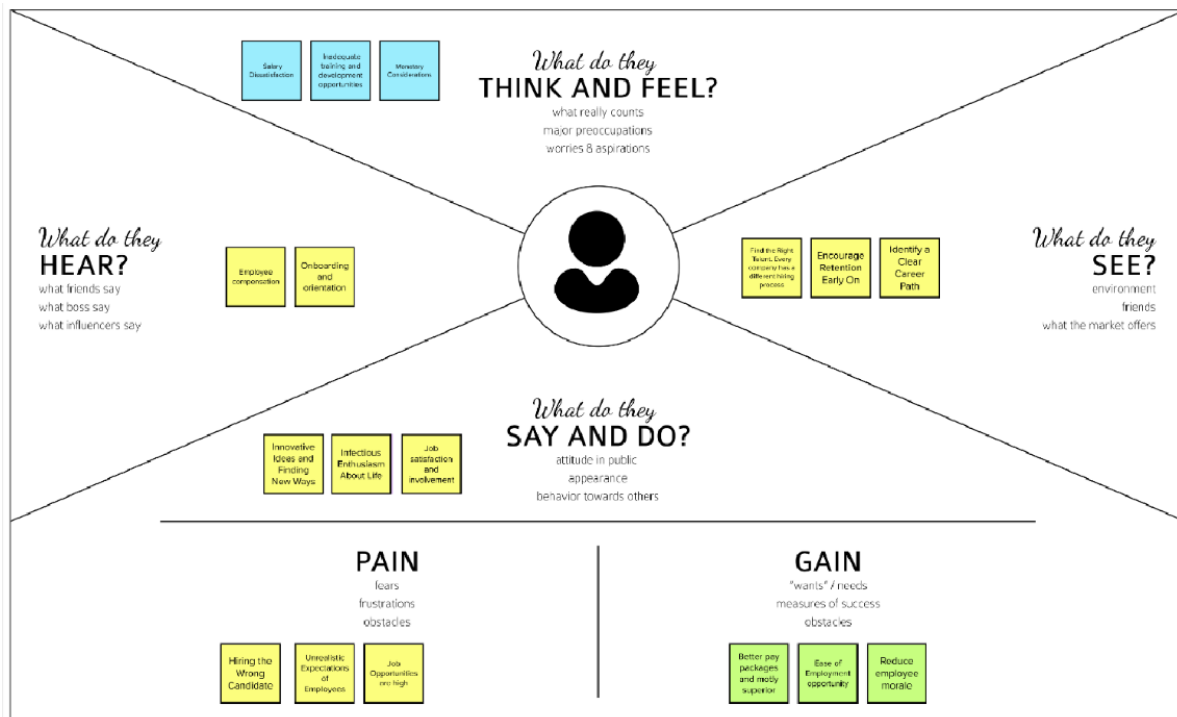 Salary
Dissatisfaction
Inadequate
training and
development
opportunities
Monetary
Considerations
What do they
THINK AND FEEL?
what really counts
major preoccupations
worries & aspirations
What do they
HEAR?
what friends say
what boss say
what influencers say
Employee
compensation
Onboarding
and
orientation
Find the Right
Talent. Every
company has a
different hiring
process
Encourage
Retention
Early On
Identify a
Clear
Career
Path
What do they
SEE?
environment
friends
what the market offers
What do they
SAY AND DO?
attitude in public
appearance
behavior towards others
Innovative
Ideas and
Finding
New Ways
Infectious
Enthusiasm
About Life
Job
satisfaction
and
involvement
PAIN
fears
frustrations
obstacles
Hiring the
Wrong
Candidate
Unrealistic
Expectations
of
Employees
Job
Opportunities
are high
GAIN
"wants" / needs
measures of success
obstacles
Better pay
packages
and motly
superior
Ease of
Employment
opportunity
Reduce
employee
morale